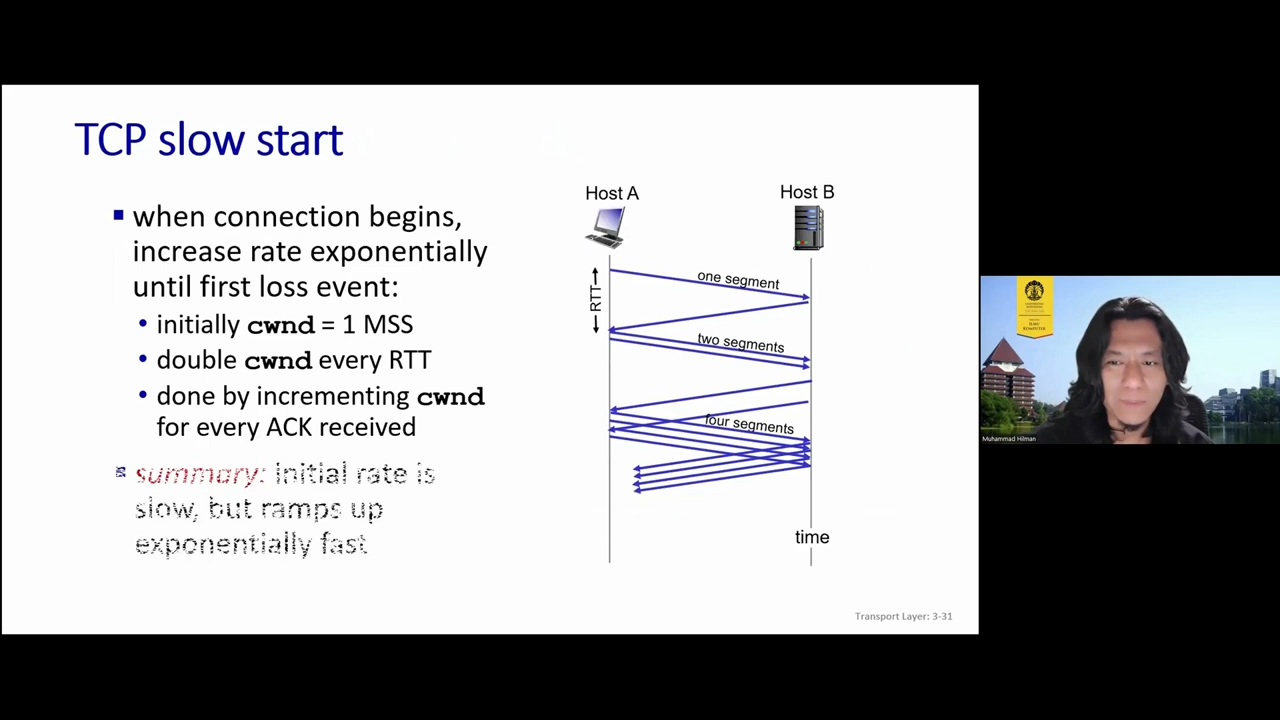 TCP slow start
when connection begins,
increase rate exponentially
until first loss event:
• initially cwnd = 1 MSS
• double cwnd every RTT
• done by incrementing cwnd
for every ACK received
summary: initial rate is
slow, but ramps up
exponentially fast
Host A
Host B
RTT
one segment
two segments
four segments
time
Transport Layer: 3-31
ILMU
KOMPUTER
Muhammad Hilman